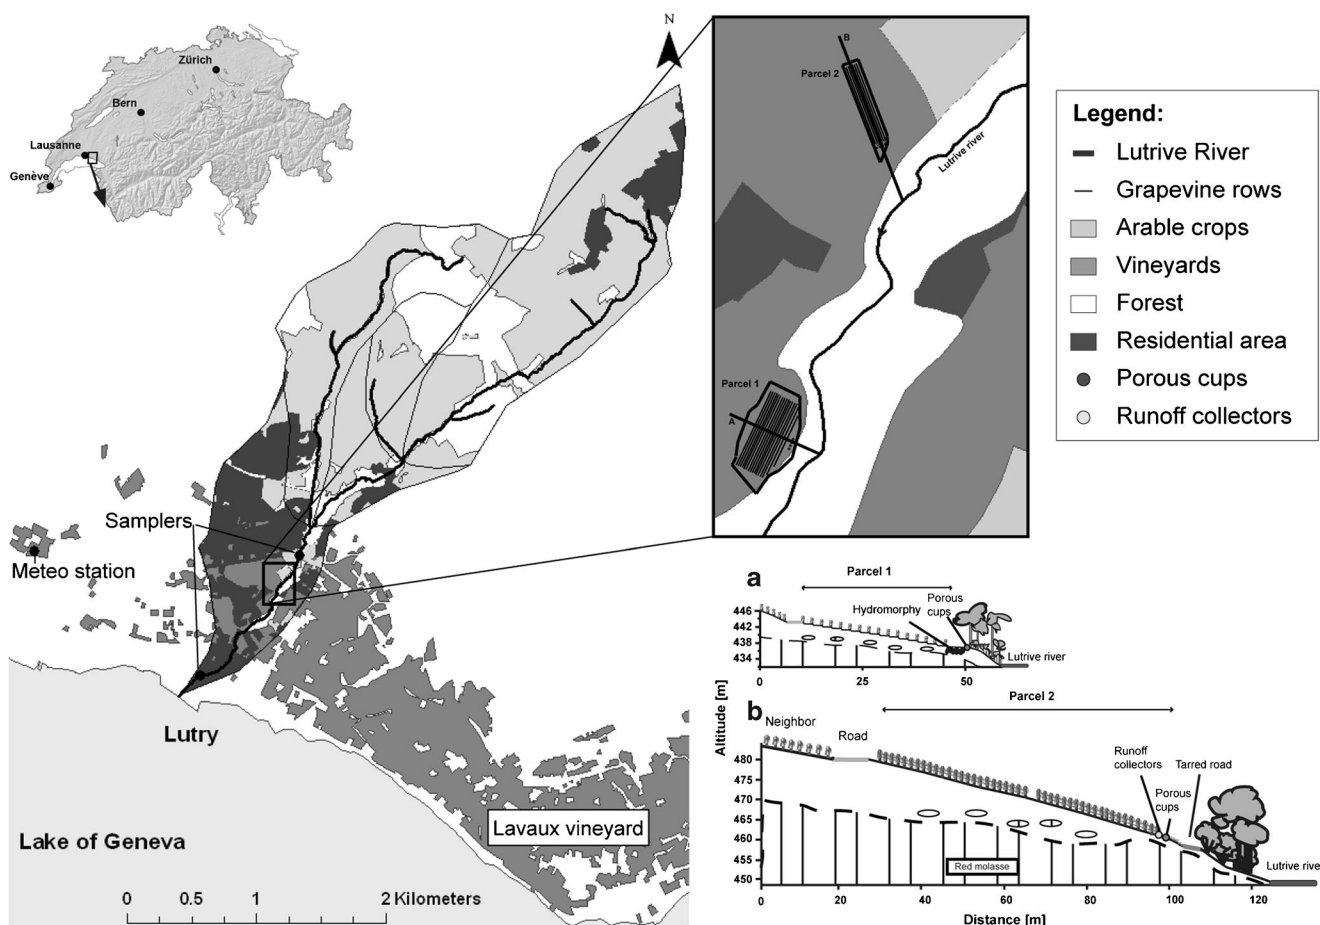 Zürich
Bern
Lausanne
Genève
N
B
Parcel 2
Lutrive river
Parcel 1
A
Legend:
Lutrive River
Grapevine rows
Arable crops
Vineyards
Forest
Residential area
Porous cups
Runoff collectors
Samplers
Meteo station
Lutry
Lake of Geneva
Lavaux vineyard
0 0.5 1 2 Kilometers
a
Parcel 1
Hydromorphy
Porous
cups
446
442
438
434
Lutrive river
0 25 50
Parcel 2
b
Altitude [m]
Neighbor
Road
Runoff
collectors
Tarred road
Porous
cups
480
475
470
465
460
455
450
Red molasse
Lutrive rive
0 20 40 60 80 100 120
Distance [m]